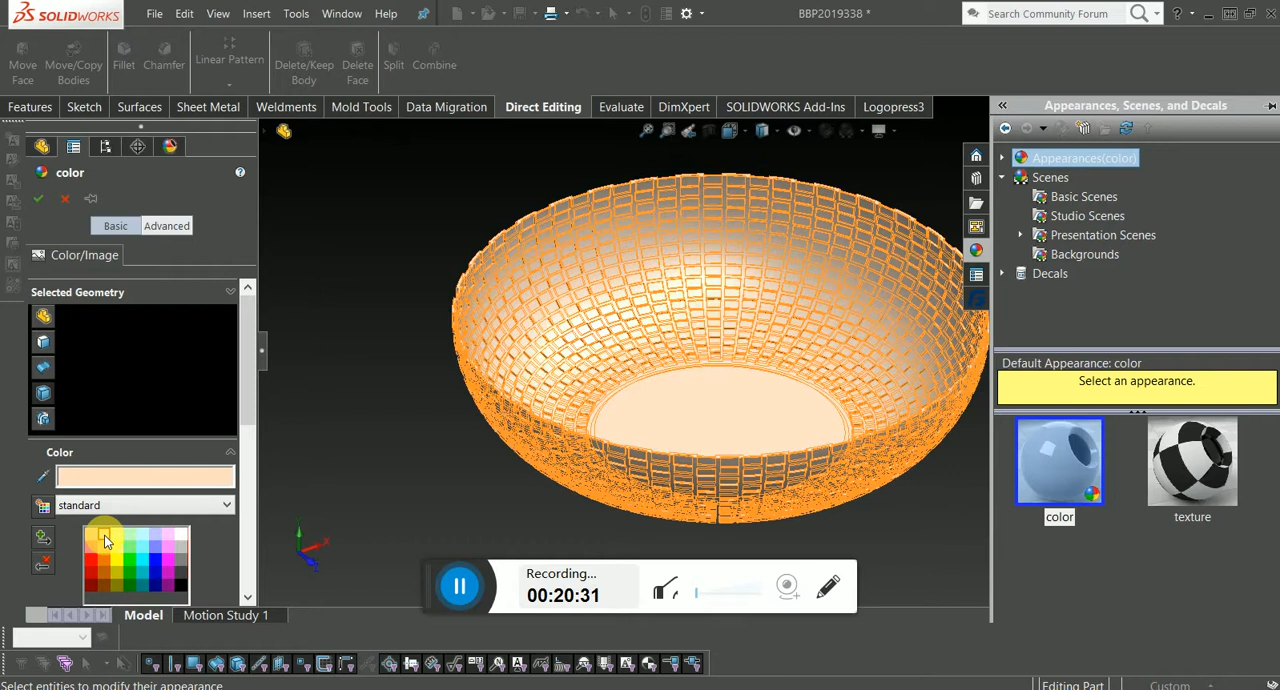 SOLIDWORKS
File Edit View Insert Tools Window Help
BBP2019338 *
Search Community Forum
?
Move Face
Move/Copy Bodies
Fillet
Chamfer
Linear Pattern
Delete/Keep Body
Delete Face
Split
Combine
Features Sketch Surfaces Sheet Metal Weldments Mold Tools Data Migration Direct Editing Evaluate DimXpert SOLIDWORKS Add-Ins Logopress3
Appearances, Scenes, and Decals
color
Basic Advanced
Color/Image
Selected Geometry
Color
standard
Appearances(color)
Scenes
Basic Scenes
Studio Scenes
Presentation Scenes
Backgrounds
Decals
Default Appearance: color
Select an appearance.
color
texture
Recording...
00:20:31
Model Motion Study 1
Select entities to modify their appearance
Editing Part
Custom